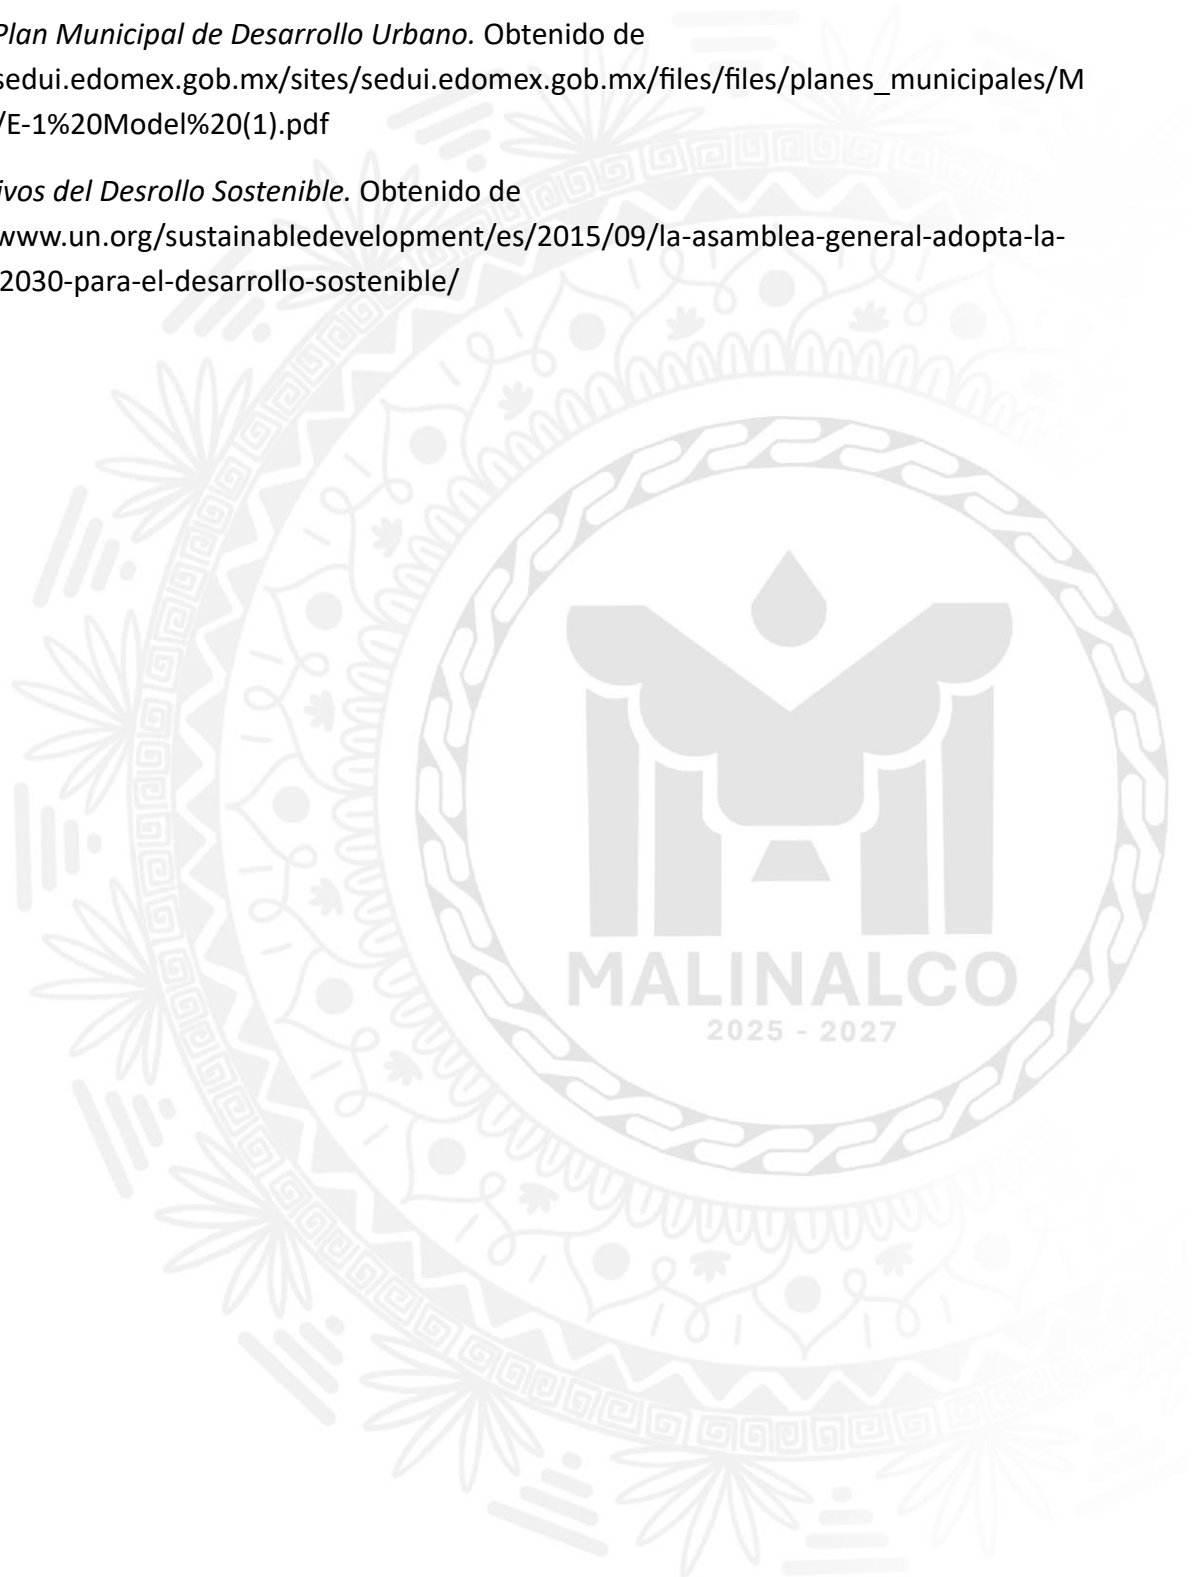 Plan Municipal de Desarrollo Urbano. Obtenido de
sedui.edomex.gob.mx/sites/sedui.edomex.gob.mx/files/files/planes_municipales/M
/E-1%20Model%20(1).pdf
ivos del Desrollo Sostenible. Obtenido de
www.un.org/sustainabledevelopment/es/2015/09/la-asamblea-general-adopta-la-
2030-para-el-desarrollo-sostenible/
MALINALCO
2025 - 2027